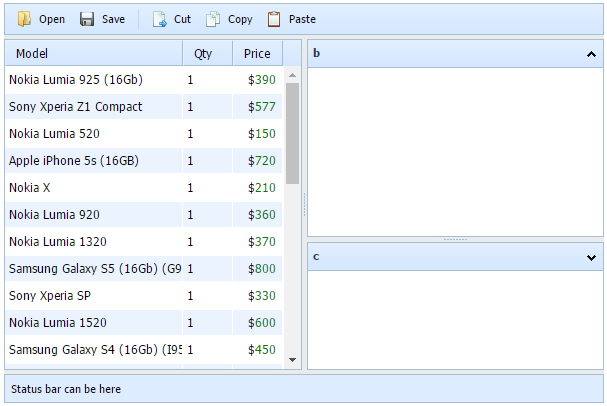 Open Save Cut Copy Paste
Model Qty Price
Nokia Lumia 925 (16Gb) 1 $390
Sony Xperia Z1 Compact 1 $577
Nokia Lumia 520 1 $150
Apple iPhone 5s (16GB) 1 $720
Nokia X 1 $210
Nokia Lumia 920 1 $360
Nokia Lumia 1320 1 $370
Samsung Galaxy S5 (16Gb) (G9 1 $800
Sony Xperia SP 1 $330
Nokia Lumia 1520 1 $600
Samsung Galaxy S4 (16Gb) (I95 1 $450
b
c
Status bar can be here